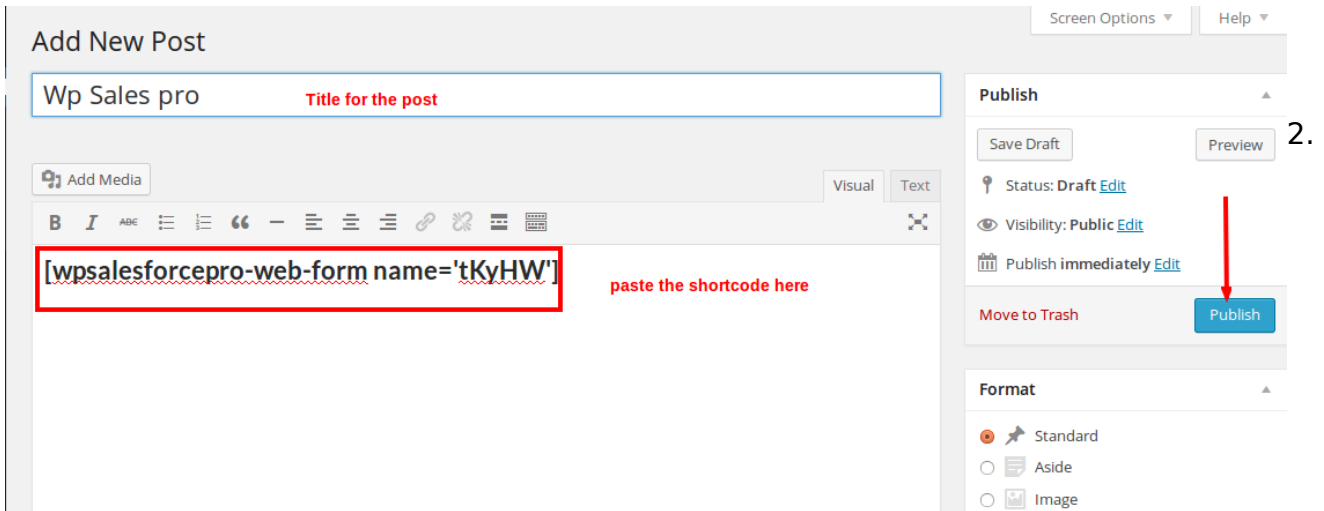 Screen Options
Help
Add New Post
Wp Sales pro
Title for the post
Publish
2.
Save Draft
Preview
Add Media
Visual
Text
Status: Draft Edit
B I ABC
Visibility: Public Edit
[wpsalesforcepro-web-form name='tKyHW']
paste the shortcode here
Publish immediately Edit
Move to Trash
Publish
Format
Standard
Aside
Image